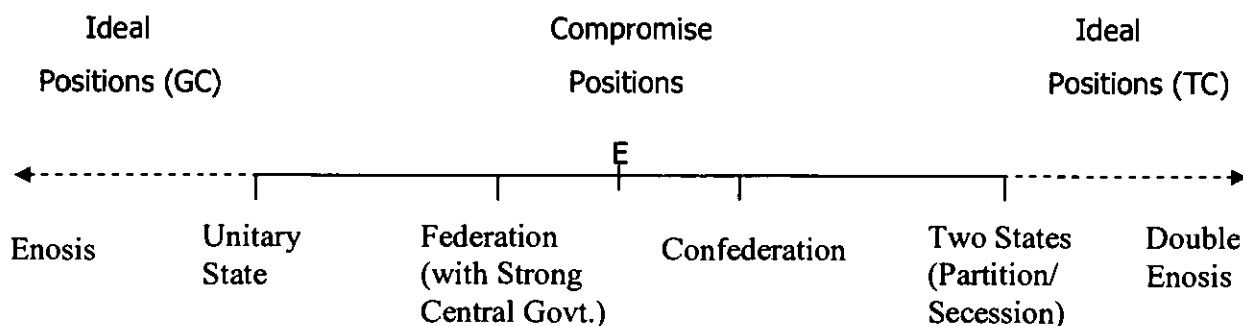 Ideal Compromise Ideal
Positions (GC) Positions Positions (TC)
E
Enosis Unitary State
Federation (with Strong Central Govt.)
Confederation
Two States (Partition/ Secession)
Double Enosis